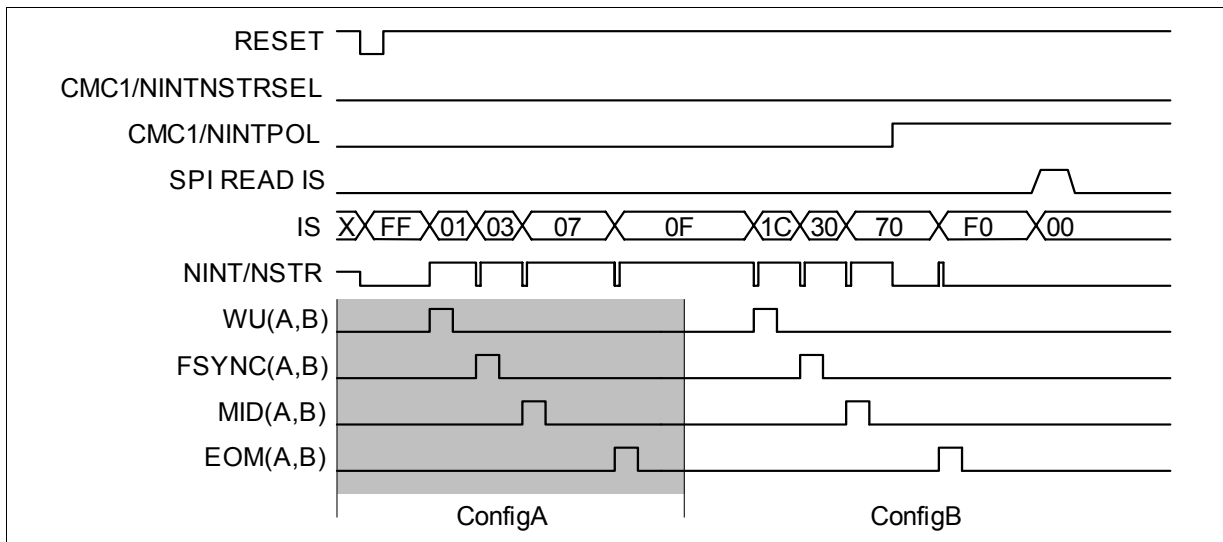 RESET
CMC1/NINTNSTRSEL
CMC1/NINTPOL
SPI READ IS
IS X FF 01 03 07 0F 1C 30 70 F0 00
NINT/NSTR
WU(A,B)
FSYNC(A,B)
MID(A,B)
EOM(A,B)
ConfigA ConfigB